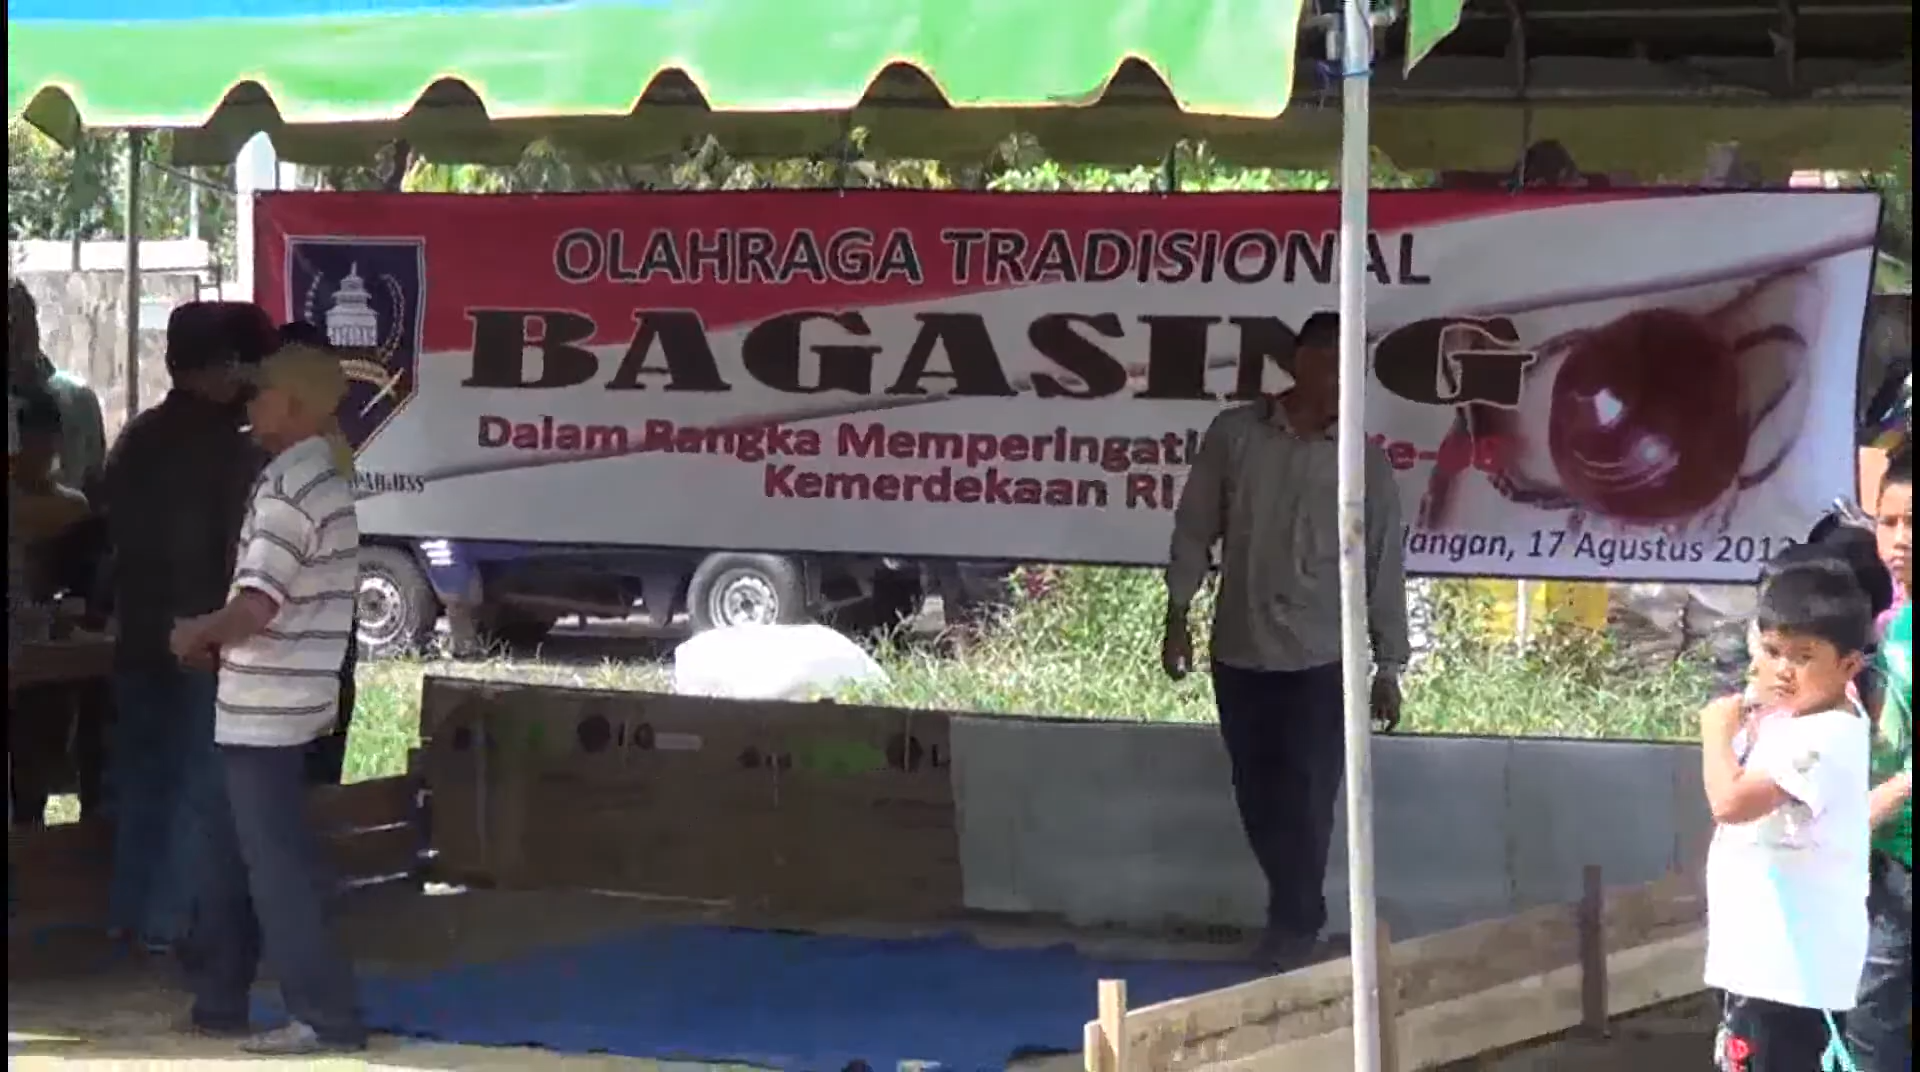 OLAHRAGA TRADISIONAL
BAGASING
Dalam Rangka Memperingati
Kemerdekaan RI
17 Agustus